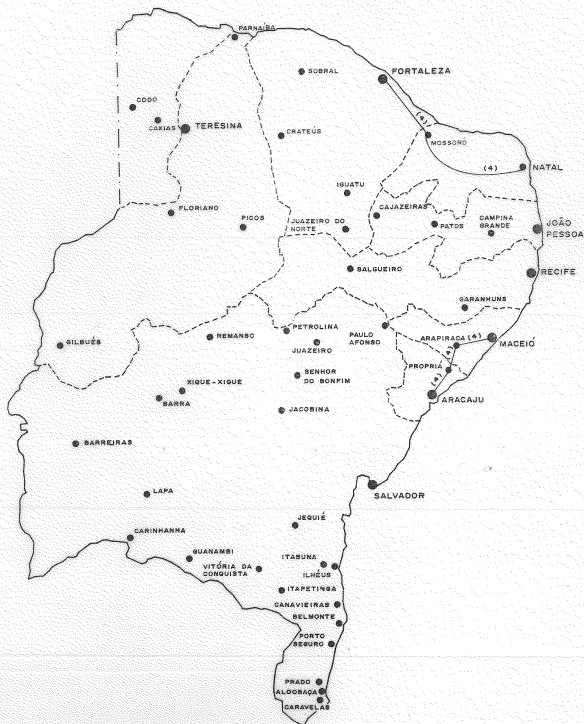 PARNAÍBA
SOBRAL
FORTALEZA
CODÓ
CAXIAS
TERESINA
CRATEÚS
(4)
MOSSORÓ
(4)
NATAL
IGUATU
FLORIANO
PICOS
JUAZEIRO DO
NORTE
CAJAZEIRAS
PATOS
CAMPINA
GRANDE
JOÃO
PESSOA
SALGUEIRO
RECIFE
GARANHUNS
GILBUÉS
REMANSO
PETROLINA
JUAZEIRO
PAULO
AFONSO
ARAPIRACA
(4)
MACEIÓ
(4)
PROPRIA
(4)
ARACAJU
XIQUE-XIQUE
BARRA
SENHOR
DO BONFIM
JACOBINA
BARREIRAS
LAPA
SALVADOR
JEQUIÉ
CARINHANHA
GUANAMBI
VITÓRIA DA
CONQUISTA
ITABUNA
ILHÉUS
ITAPETINGA
CANAVIEIRAS
BELMONTE
PORTO
SEGURO
PRADO
ALCOBAÇA
CARAVELAS